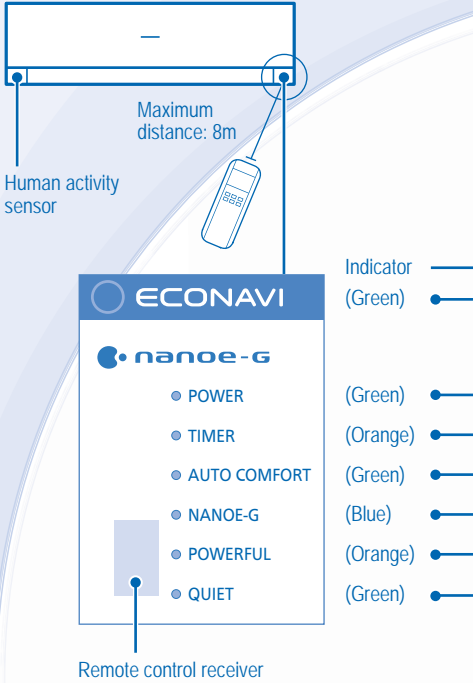 Maximum
distance: 8m
Human activity
sensor
Indicator
ECONAVI
(Green)
nanoe-G
POWER
(Green)
TIMER
(Orange)
AUTO COMFORT
(Green)
NANOE-G
(Blue)
POWERFUL
(Orange)
QUIET
(Green)
Remote control receiver